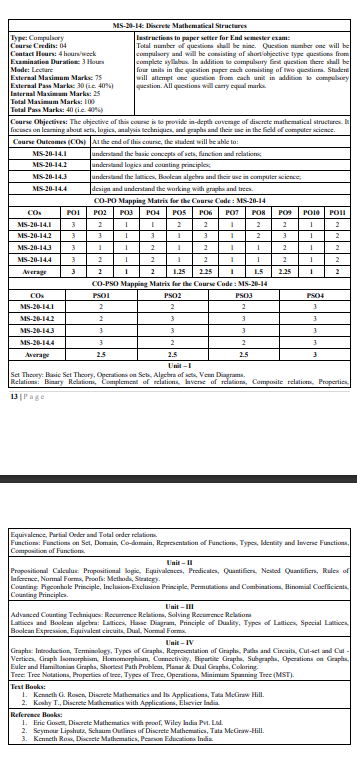 MS-20-14: Discrete Mathematical Structures
Type: Compulsory
Course Credits: 04
Contact Hours: 4 hours/week
Examination Duration: 3 Hours
Mode: Lecture
External Maximum Marks: 75
External Pass Marks: 30 (i.e. 40%)
Internal Maximum Marks: 25
Total Maximum Marks: 100
Total Pass Marks: 40 (i.e. 40%)
Instructions to paper setter for End semester exam:
Total number of questions shall be nine. Question number one will be
compulsory and will be consisting of short/objective type questions from
complete syllabus. In addition to compulsory first question there shall be
four units in the question paper each consisting of two questions. Student
will attempt one question from each unit in addition to compulsory
question. All questions will carry equal marks.
Course Objectives: The objective of this course is to provide in-depth coverage of discrete mathematical structures. It
focuses on learning about sets, logics, analysis techniques, and graphs and their use in the field of computer science.
Course Outcomes (COs) At the end of this course, the student will be able to:
MS-20-14.1 understand the basic concepts of sets, function and relations;
MS-20-14.2 understand logics and counting principles;
MS-20-14.3 understand the lattices, Boolean algebra and their use in computer science;
MS-20-14.4 design and understand the working with graphs and trees.
CO-PO Mapping Matrix for the Course Code : MS-20-14
COs PO1 PO2 PO3 PO4 PO5 PO6 PO7 PO8 PO9 PO10 PO11
MS-20-14.1 3 2 1 1 2 2 1 2 2 1 2
MS-20-14.2 3 3 1 3 1 3 1 2 3 1 2
MS-20-14.3 3 1 1 2 1 2 1 1 2 1 2
MS-20-14.4 3 2 1 2 1 2 1 1 2 1 2
Average 3 2 1 2 1.25 2.25 1 1.5 2.25 1 2
CO-PSO Mapping Matrix for the Course Code : MS-20-14
COs PSO1 PSO2 PSO3 PSO4
MS-20-14.1 2 2 2 3
MS-20-14.2 2 3 3 3
MS-20-14.3 3 3 3 3
MS-20-14.4 3 2 2 3
Average 2.5 2.5 2.5 3
Unit – I
Set Theory: Basic Set Theory, Operations on Sets, Algebra of sets, Venn Diagrams.
Relations: Binary Relations, Complement of relations, Inverse of relations, Composite relations, Properties,
13 | Page
Equivalence, Partial Order and Total order relations.
Functions: Functions on Set, Domain, Co-domain, Representation of Functions, Types, Identity and Inverse Functions,
Composition of Functions.
Unit – II
Propositional Calculus: Propositional logic, Equivalences, Predicates, Quantifiers, Nested Quantifiers, Rules of
Inference, Normal Forms, Proofs: Methods, Strategy.
Counting: Pigeonhole Principle, Inclusion-Exclusion Principle, Permutations and Combinations, Binomial Coefficients,
Counting Principles.
Unit – III
Advanced Counting Techniques: Recurrence Relations, Solving Recurrence Relations
Lattices and Boolean algebra: Lattices, Hasse Diagram, Principle of Duality, Types of Lattices, Special Lattices,
Boolean Expression, Equivalent circuits, Dual, Normal Forms.
Unit – IV
Graphs: Introduction, Terminology, Types of Graphs, Representation of Graphs, Paths and Circuits, Cut-set and Cut -
Vertices, Graph Isomorphism, Homomorphism, Connectivity, Bipartite Graphs, Subgraphs, Operations on Graphs,
Euler and Hamiltonian Graphs, Shortest Path Problem, Planar & Dual Graphs, Coloring.
Tree: Tree Notations, Properties of tree, Types of Tree, Operations, Minimum Spanning Tree (MST).
Text Books:
1. Kenneth G. Rosen, Discrete Mathematics and Its Applications, Tata McGraw Hill.
2. Koshy T., Discrete Mathematics with Applications, Elsevier India.
Reference Books:
1. Eric Gosett, Discrete Mathematics with proof, Wiley India Pvt. Ltd.
2. Seymour Lipshutz, Schaum Outlines of Discrete Mathematics, Tata McGraw-Hill.
3. Kenneth Ross, Discrete Mathematics, Pearson Educations India.